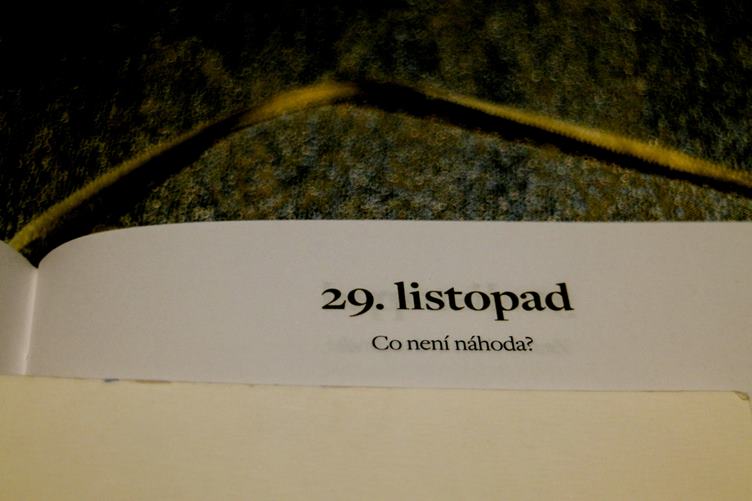 29. listopad
Co není náhoda?